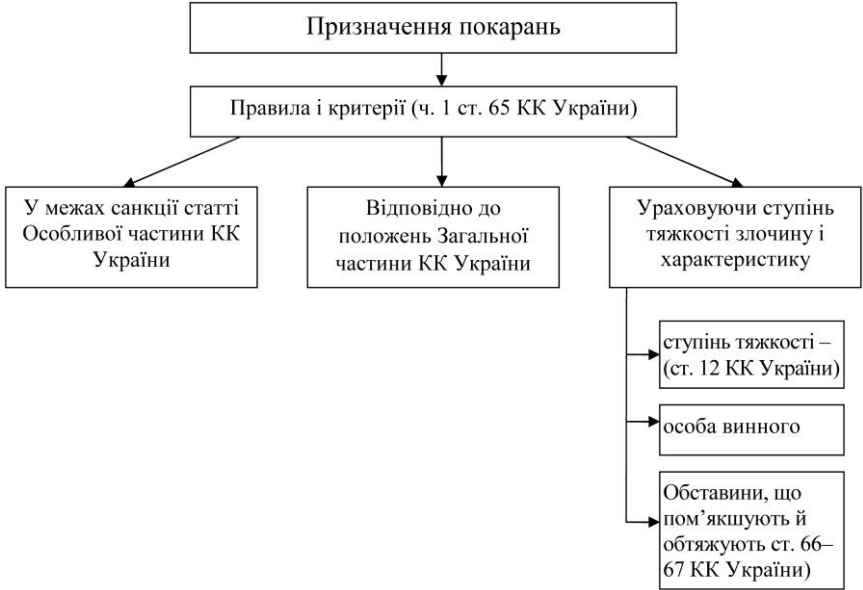 Призначення покарань
Правила і критерії (ч. 1 ст. 65 КК України)
У межах санкції статті
Особливої частини КК
України
Відповідно до
положень Загальної
частини КК України
Ураховуючи ступінь
тяжкості злочину і
характеристику
ступінь тяжкості –
(ст. 12 КК України)
особа винного
Обставини, що
пом’якшують й
обтяжують ст. 66–
67 КК України)